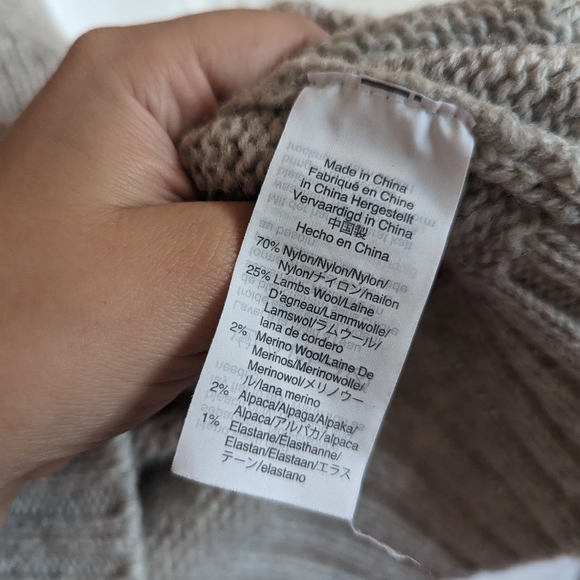 Made in China
Fabriqué en Chine
in China Hergestellt
Vervaardigd in China
中国製
Hecho en China
70% Nylon/Nylon/Nylon/
Nylon/ナイロン/nailon
25% Lambs Wool/Laine
D'agneau/Lammwolle/
Lamswol/ラムウール/
lana de cordero
2% Merino Wool/Laine De
Merinos/Merinowolle/
Merinowol/メリノウー
ル/lana merino
2% Alpaca/Alpaga/Alpaka/
Alpaca/アルパカ/alpaca
1% Elastane/Élasthanne/
Elastan/Elastaan/エラス
テーン/elastano